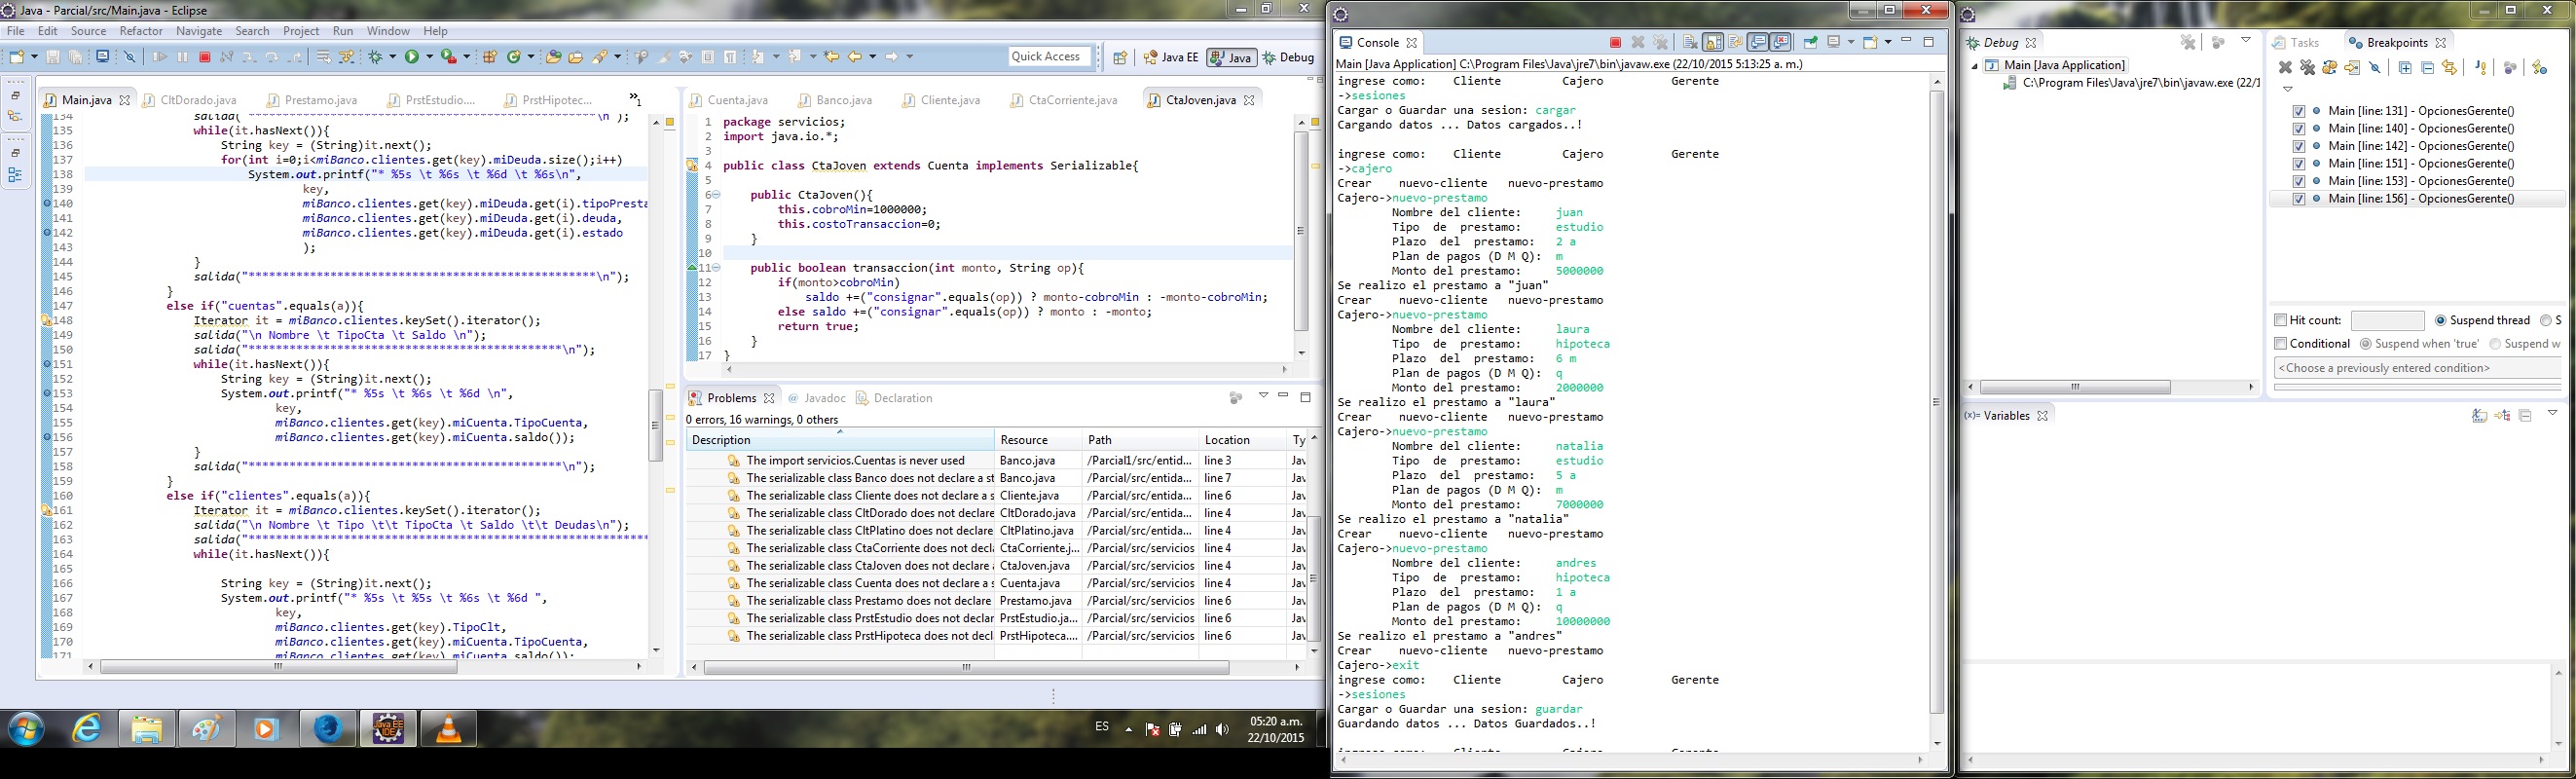 Java - Parcial/src/Main.java - Eclipse
File Edit Source Refactor Navigate Search Project Run Window Help
Quick Access Java EE Java Debug
Main.java CltDorado.java Prestamo.java PrstEstudio.... PrstHipotec... »1
134 salida("***********************************************\n");
135 while(it.hasNext()){
136 String key = (String)it.next();
137 for(int i=0;i<miBanco.clientes.get(key).miDeuda.size();i++)
138 System.out.printf("* %5s \t %6s \t %6d \t %6s\n",
139 key,
140 miBanco.clientes.get(key).miDeuda.get(i).tipoPresta
141 miBanco.clientes.get(key).miDeuda.get(i).deuda,
142 miBanco.clientes.get(key).miDeuda.get(i).estado
143 );
144 }
145 salida("***********************************************\n");
146 }
147 else if("cuentas".equals(a)){
148 Iterator it = miBanco.clientes.keySet().iterator();
149 salida("\n Nombre \t TipoCta \t Saldo \n");
150 salida("*******************************************\n");
151 while(it.hasNext()){
152 String key = (String)it.next();
153 System.out.printf("* %5s \t %6s \t %6d \n",
154 key,
155 miBanco.clientes.get(key).miCuenta.TipoCuenta,
156 miBanco.clientes.get(key).miCuenta.saldo());
157 }
158 salida("*******************************************\n");
159 }
160 else if("clientes".equals(a)){
161 Iterator it = miBanco.clientes.keySet().iterator();
162 salida("\n Nombre \t Tipo \t\t TipoCta \t Saldo \t\t Deudas\n");
163 salida("*******************************************************
164 while(it.hasNext()){
165
166 String key = (String)it.next();
167 System.out.printf("* %5s \t %5s \t %6s \t %6d ",
168 key,
169 miBanco.clientes.get(key).TipoClt,
170 miBanco.clientes.get(key).miCuenta.TipoCuenta,
171 miBanco.clientes.get(key).miCuenta.saldo());
Cuenta.java Banco.java Cliente.java CtaCorriente.java CtaJoven.java
1 package servicios;
2 import java.io.*;
3
4 public class CtaJoven extends Cuenta implements Serializable{
5
6 public CtaJoven(){
7 this.cobroMin=1000000;
8 this.costoTransaccion=0;
9 }
10
11 public boolean transaccion(int monto, String op){
12 if(monto>cobroMin)
13 saldo +=("consignar".equals(op)) ? monto-cobroMin : -monto-cobroMin;
14 else saldo +=("consignar".equals(op)) ? monto : -monto;
15 return true;
16 }
17 }
Problems Javadoc Declaration
0 errors, 16 warnings, 0 others
Description Resource Path Location Ty
The import servicios.Cuentas is never used Banco.java /Parcial1/src/entid... line 3 Jav
The serializable class Banco does not declare a st Banco.java /Parcial/src/entida... line 7 Jav
The serializable class Cliente does not declare a s Cliente.java /Parcial/src/entida... line 6 Jav
The serializable class CltDorado does not declare CltDorado.java /Parcial/src/entida... line 4 Jav
The serializable class CltPlatino does not declare CltPlatino.java /Parcial/src/entida... line 4 Jav
The serializable class CtaCorriente does not decla CtaCorriente.j... /Parcial/src/servicios line 4 Jav
The serializable class CtaJoven does not declare a CtaJoven.java /Parcial/src/servicios line 4 Jav
The serializable class Cuenta does not declare a s Cuenta.java /Parcial/src/servicios line 4 Jav
The serializable class Prestamo does not declare Prestamo.java /Parcial/src/servicios line 6 Jav
The serializable class PrstEstudio does not declar PrstEstudio.ja... /Parcial/src/servicios line 6 Jav
The serializable class PrstHipoteca does not decl PrstHipoteca.... /Parcial/src/servicios line 6 Jav
Java EE IDE
ES 05:20 a.m.
22/10/2015
Console
Main [Java Application] C:\Program Files\Java\jre7\bin\javaw.exe (22/10/2015 5:13:25 a. m.)
ingrese como: Cliente Cajero Gerente
->sesiones
Cargar o Guardar una sesion: cargar
Cargando datos ... Datos cargados..!
ingrese como: Cliente Cajero Gerente
->cajero
Crear nuevo-cliente nuevo-prestamo
Cajero->nuevo-prestamo
Nombre del cliente: juan
Tipo de prestamo: estudio
Plazo del prestamo: 2 a
Plan de pagos (D M Q): m
Monto del prestamo: 5000000
Se realizo el prestamo a "juan"
Crear nuevo-cliente nuevo-prestamo
Cajero->nuevo-prestamo
Nombre del cliente: laura
Tipo de prestamo: hipoteca
Plazo del prestamo: 6 m
Plan de pagos (D M Q): q
Monto del prestamo: 2000000
Se realizo el prestamo a "laura"
Crear nuevo-cliente nuevo-prestamo
Cajero->nuevo-prestamo
Nombre del cliente: natalia
Tipo de prestamo: estudio
Plazo del prestamo: 5 a
Plan de pagos (D M Q): m
Monto del prestamo: 7000000
Se realizo el prestamo a "natalia"
Crear nuevo-cliente nuevo-prestamo
Cajero->nuevo-prestamo
Nombre del cliente: andres
Tipo de prestamo: hipoteca
Plazo del prestamo: 1 a
Plan de pagos (D M Q): q
Monto del prestamo: 10000000
Se realizo el prestamo a "andres"
Crear nuevo-cliente nuevo-prestamo
Cajero->exit
ingrese como: Cliente Cajero Gerente
->sesiones
Cargar o Guardar una sesion: guardar
Guardando datos ... Datos Guardados..!
ingrese como: Cliente Cajero Gerente
Debug
Main [Java Application]
C:\Program Files\Java\jre7\bin\javaw.exe (22/1
Tasks Breakpoints
Main [line: 131] - OpcionesGerente()
Main [line: 140] - OpcionesGerente()
Main [line: 142] - OpcionesGerente()
Main [line: 151] - OpcionesGerente()
Main [line: 153] - OpcionesGerente()
Main [line: 156] - OpcionesGerente()
Hit count: Suspend thread S
Conditional Suspend when 'true' Suspend w
<Choose a previously entered condition>
(x)= Variables